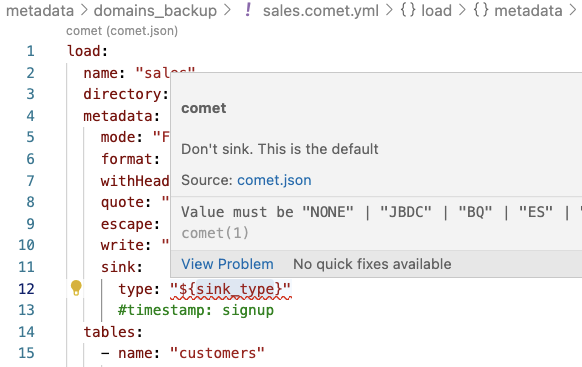 metadata > domains_backup > ! sales.comet.yml > {} load > {} metadata >
comet (comet.json)
1 load:
2 name: "sales"
3 directory:
4 metadata:
5 mode: "F
6 format:
7 withHead
8 quote: "
9 escape:
10 write: "
11 sink:
12 type: "${sink_type}"
13 #timestamp: signup
14 tables:
15 - name: "customers"
comet
Don't sink. This is the default
Source: comet.json
Value must be "NONE" | "JBDC" | "BQ" | "ES" | "
comet(1)
View Problem No quick fixes available